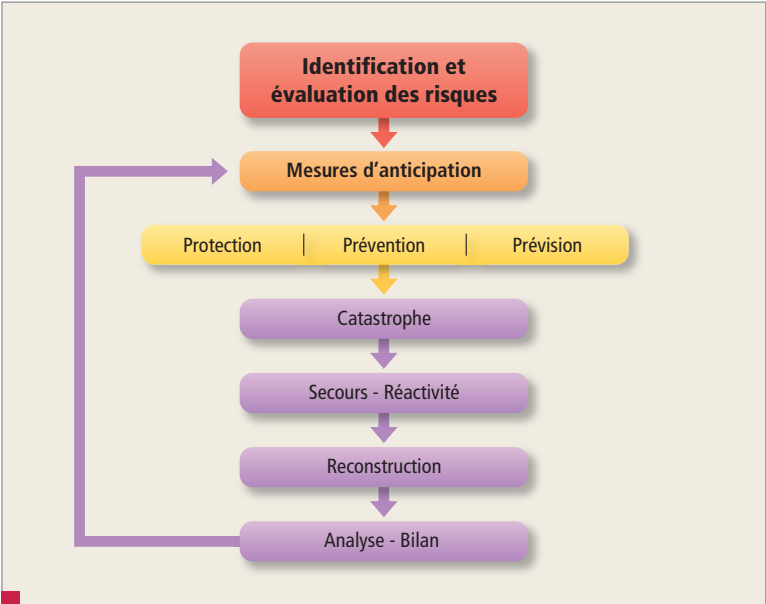 Identification et
évaluation des risques
Mesures d'anticipation
Protection | Prévention | Prévision
Catastrophe
Secours - Réactivité
Reconstruction
Analyse - Bilan